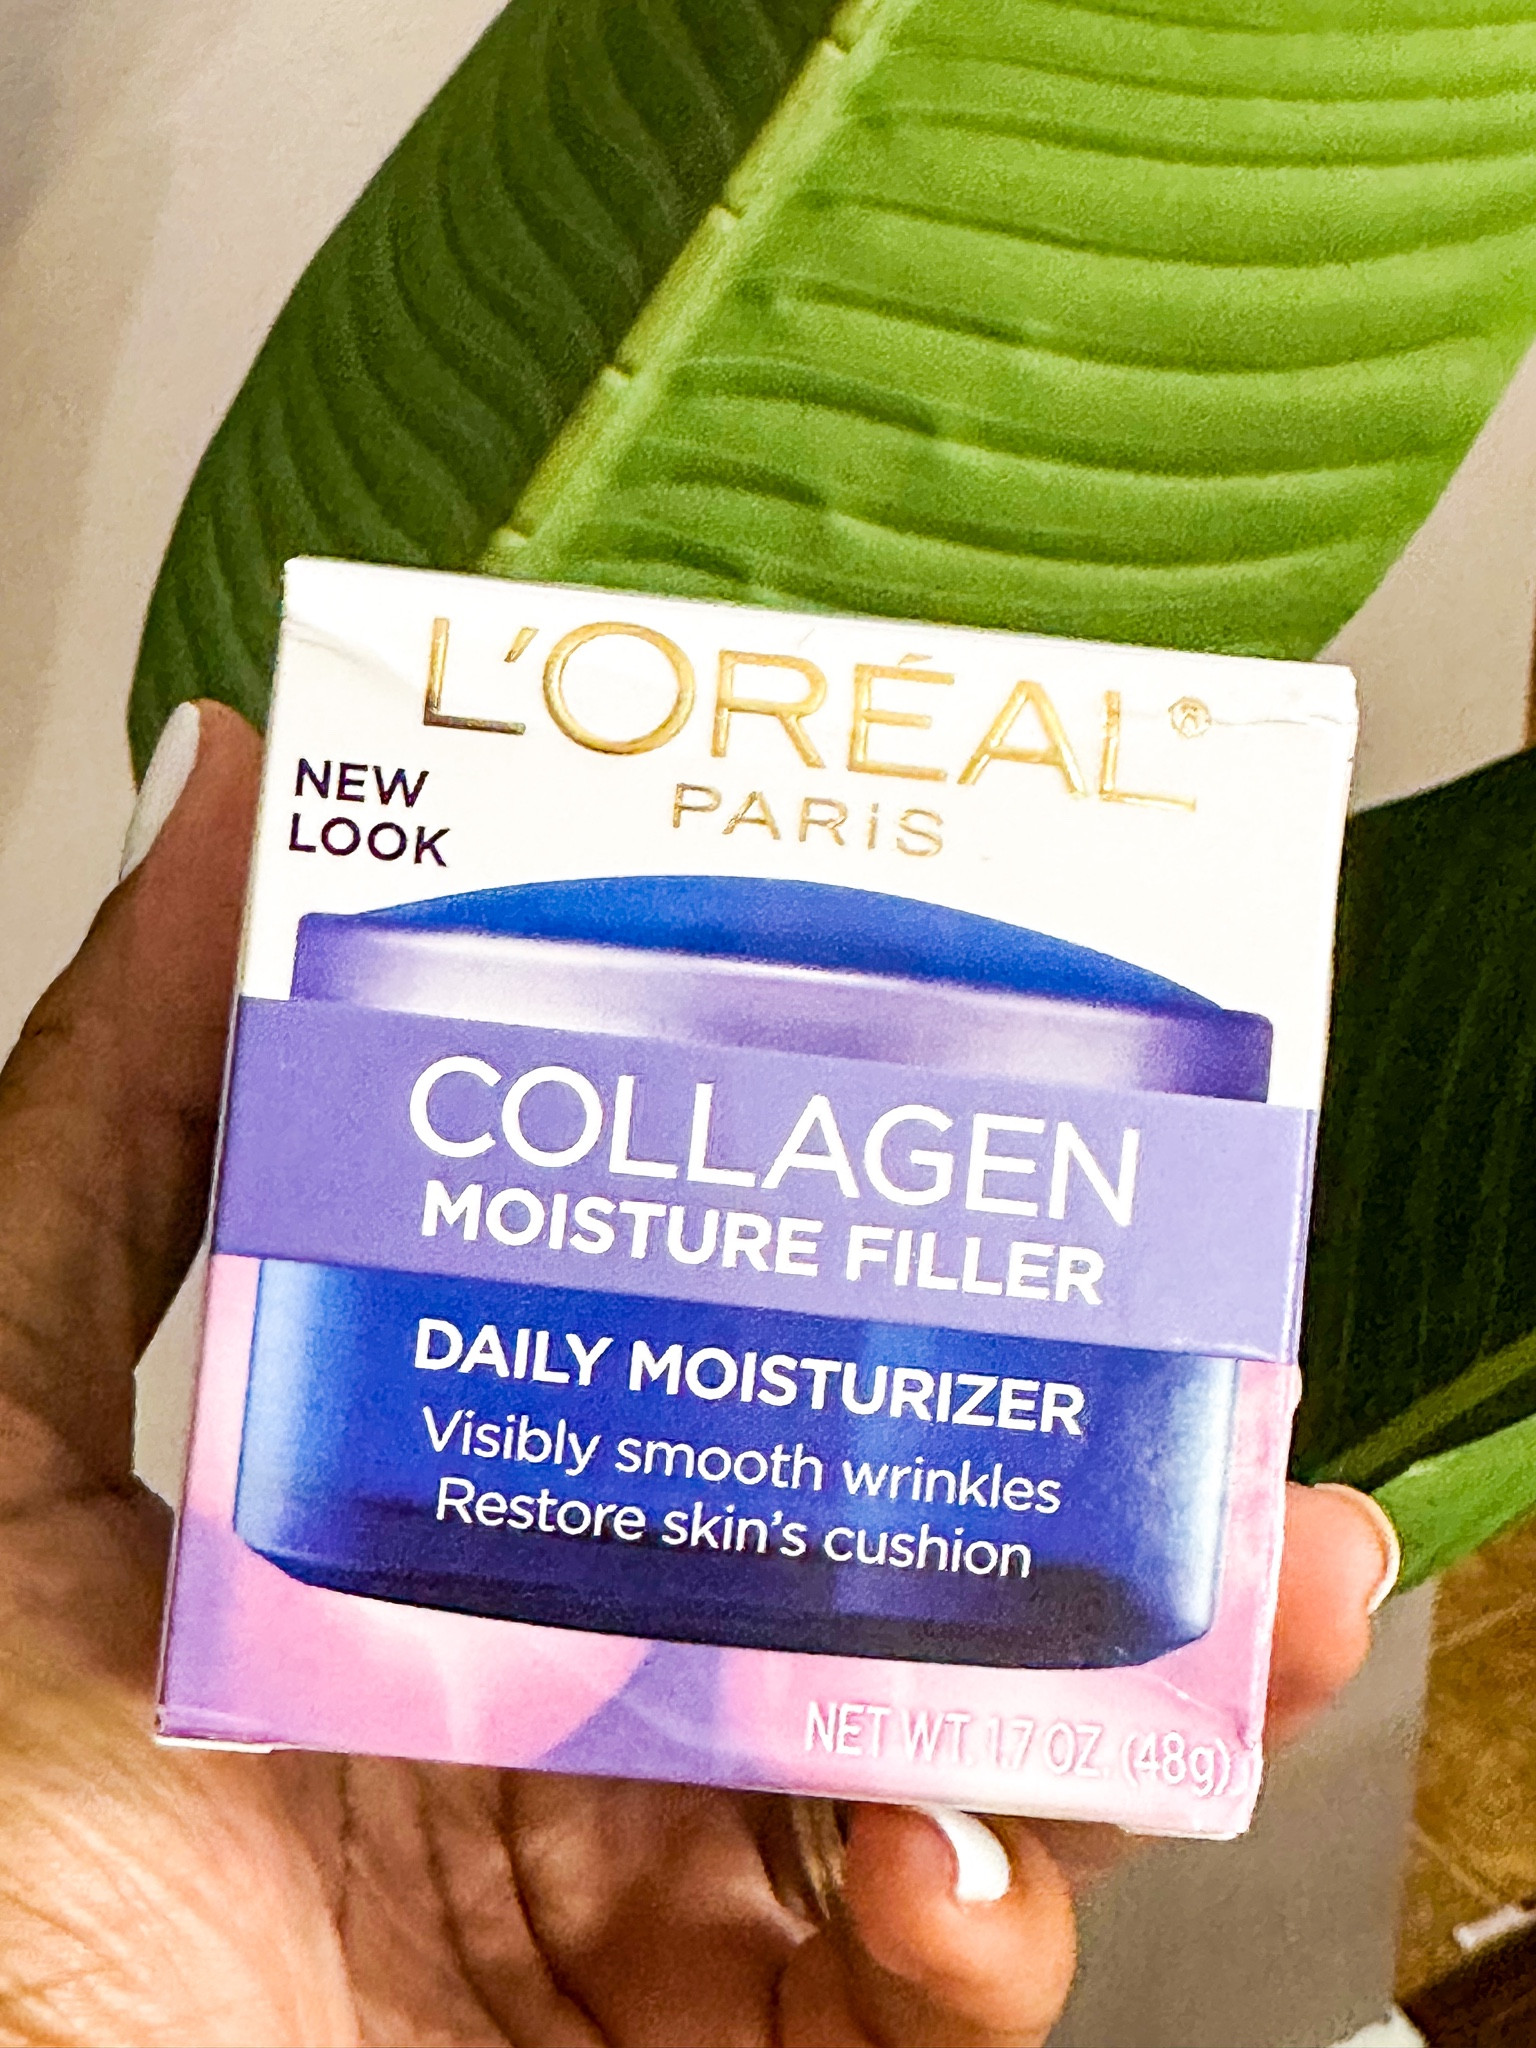 L'ORÉAL®
PARIS
NEW
LOOK
COLLAGEN
MOISTURE FILLER
DAILY MOISTURIZER
Visibly smooth wrinkles
Restore skin's cushion
NET WT. 1.7 OZ. (48g)